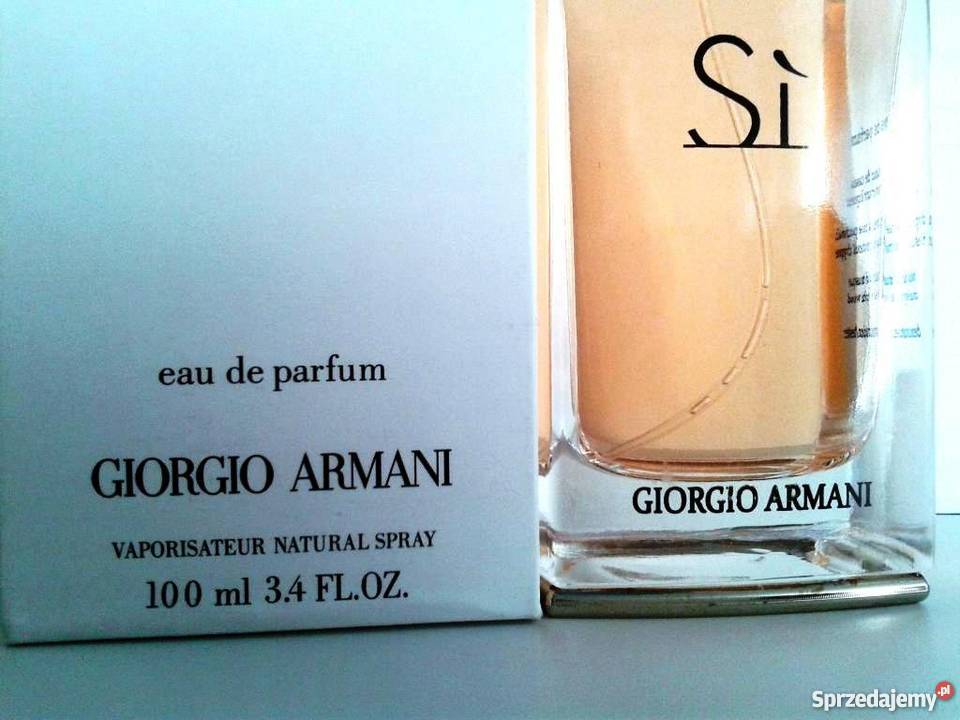 eau de parfum
GIORGIO ARMANI
VAPORISATEUR NATURAL SPRAY
100 ml 3.4 FL.OZ.
Sì
GIORGIO ARMANI
Sprzedajemy.pl